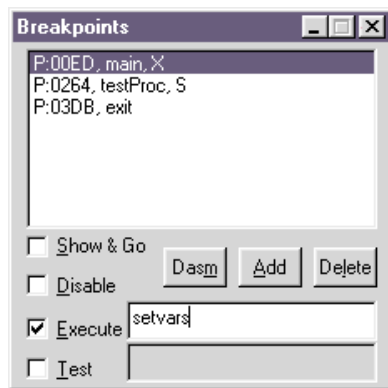 Breakpoints
P:00ED, main, X
P:0264, testProc, S
P:03DB, exit
Show & Go
Dasm Add Delete
Disable
Execute setvars
Test